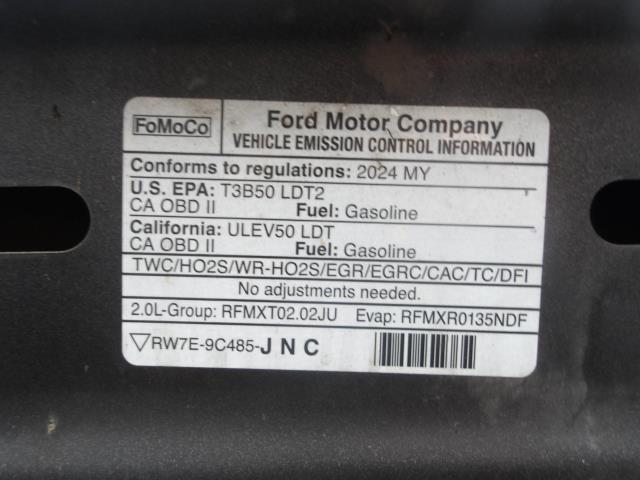 FoMoCo
Ford Motor Company
VEHICLE EMISSION CONTROL INFORMATION
Conforms to regulations: 2024 MY
U.S. EPA: T3B50 LDT2
CA OBD II Fuel: Gasoline
California: ULEV50 LDT
CA OBD II Fuel: Gasoline
TWC/HO2S/WR-HO2S/EGR/EGRC/CAC/TC/DFI
No adjustments needed.
2.0L-Group: RFMXT02.02JU Evap: RFMXR0135NDF
▽RW7E-9C485-J N C